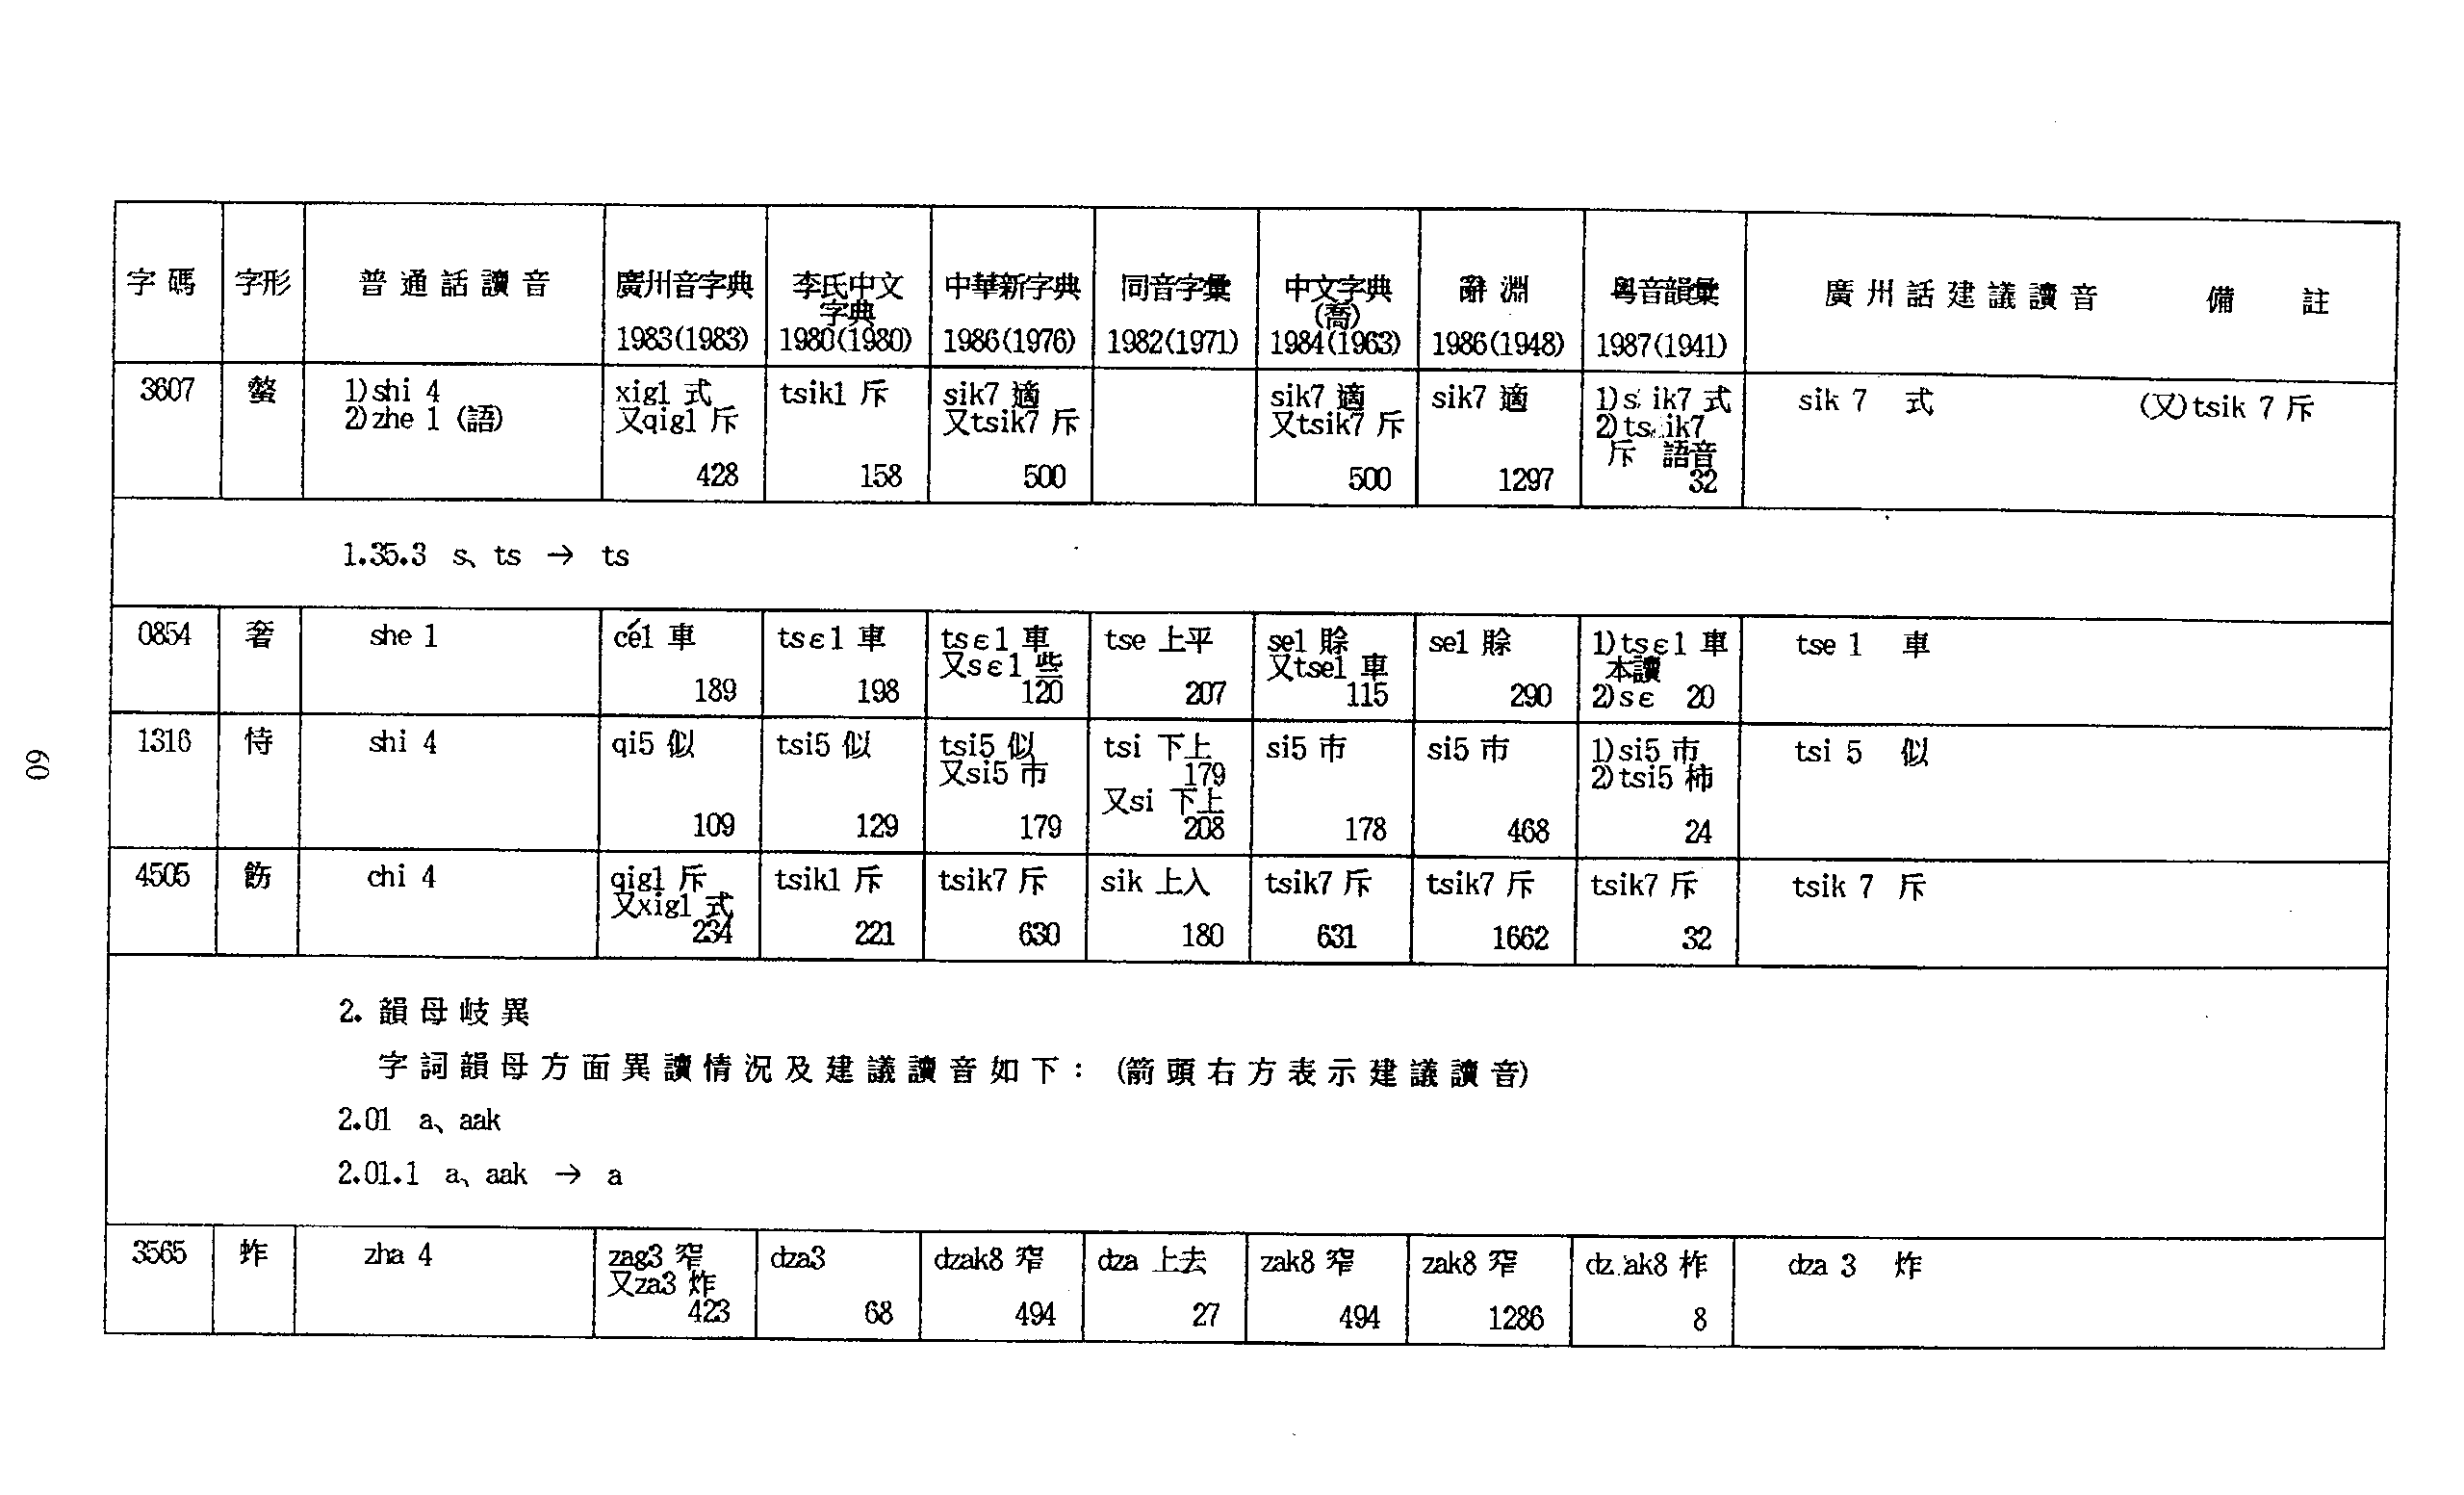 字碼 字形 普通話讀音 廣州音字典 1983(1983) 李氏中文字典 1980(1980) 中華新字典 1986(1976) 同音字彙 1982(1971) 中文字典(喬) 1984(1963) 辭淵 1986(1948) 粵音韻彙 1987(1941) 廣州話建議讀音 備註
3607 螫 1)shi 4 2)zhe 1 (語) xig1 式 又qig1 斥 428 tsik1 斥 158 sik7 適 又tsik7 斥 500 sik7 適 又tsik7 斥 500 sik7 適 1297 1)sik7 式 2)tsik7 斥 語音 32 sik 7 式 (又)tsik 7 斥
1.35.3 s、ts → ts
0854 奢 she 1 cé1 車 189 tsε1 車 198 tsε1 車 又sε1 些 120 tse 上平 207 se1 賒 又tse1 車 115 se1 賒 290 1)tsε1 車 本讀 2)sε 20 tse 1 車
1316 恃 shi 4 qi5 似 109 tsi5 似 129 tsi5 似 又si5 市 179 tsi 下上 179 又si 下上 208 si5 市 178 si5 市 468 1)si5 市 2)tsi5 柿 24 tsi 5 似
4505 飭 chi 4 qig1 斥 又xig1 式 234 tsik1 斥 221 tsik7 斥 630 sik 上入 180 tsik7 斥 631 tsik7 斥 1662 tsik7 斥 32 tsik 7 斥
2. 韻母岐異
字詞韻母方面異讀情況及建議讀音如下：(箭頭右方表示建議讀音)
2.01 a、aak
2.01.1 a、aak → a
3565 蚱 zha 4 zag3 窄 又za3 炸 423 dza3 68 dzak8 窄 494 dza 上去 27 zak8 窄 494 zak8 窄 1286 dzak8 柞 8 dza 3 炸
60